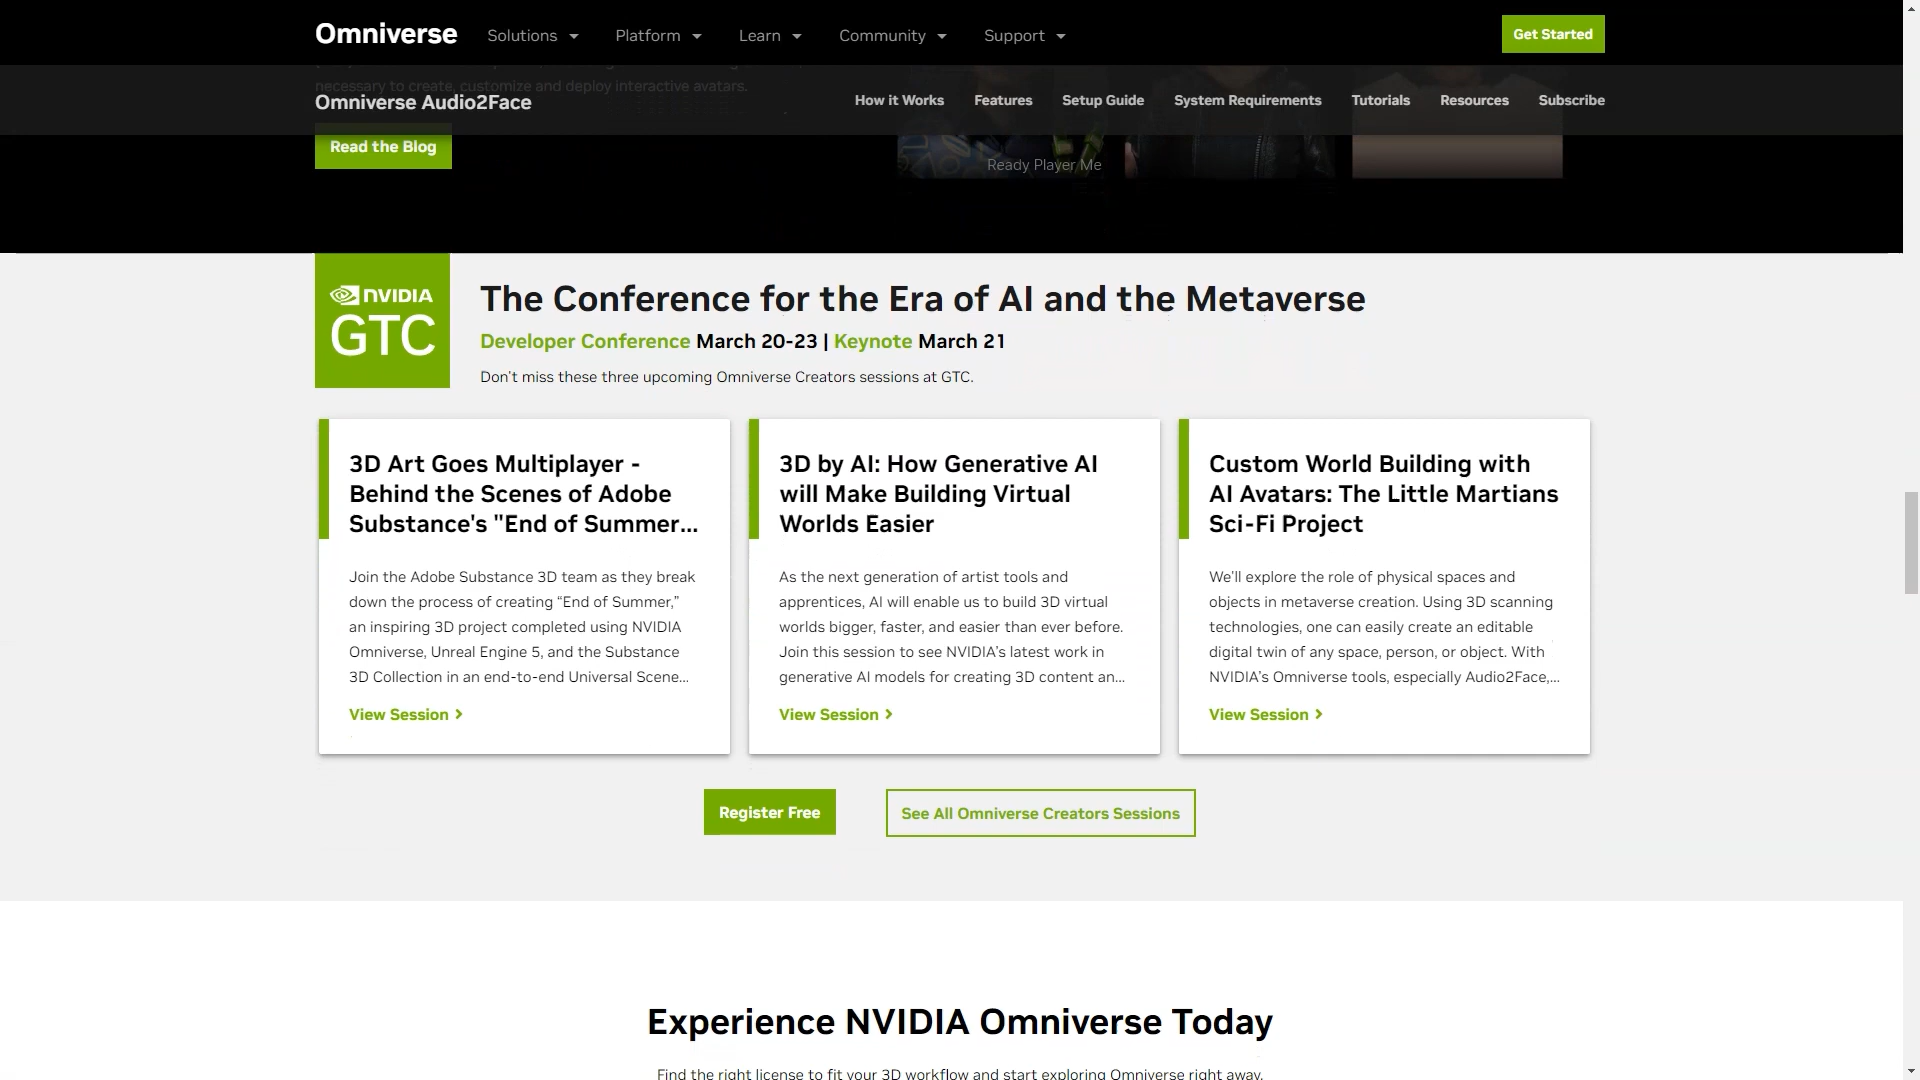 Omniverse Solutions Platform Learn Community Support Get Started
necessary to create, customize and deploy interactive avatars.
Omniverse Audio2Face How it Works Features Setup Guide System Requirements Tutorials Resources Subscribe
Read the Blog
Ready Player Me
NVIDIA
GTC
The Conference for the Era of AI and the Metaverse
Developer Conference March 20-23 | Keynote March 21
Don't miss these three upcoming Omniverse Creators sessions at GTC.
3D Art Goes Multiplayer -
Behind the Scenes of Adobe
Substance's "End of Summer...
Join the Adobe Substance 3D team as they break
down the process of creating “End of Summer,”
an inspiring 3D project completed using NVIDIA
Omniverse, Unreal Engine 5, and the Substance
3D Collection in an end-to-end Universal Scene...
View Session
3D by AI: How Generative AI
will Make Building Virtual
Worlds Easier
As the next generation of artist tools and
apprentices, AI will enable us to build 3D virtual
worlds bigger, faster, and easier than ever before.
Join this session to see NVIDIA's latest work in
generative AI models for creating 3D content an...
View Session
Custom World Building with
AI Avatars: The Little Martians
Sci-Fi Project
We'll explore the role of physical spaces and
objects in metaverse creation. Using 3D scanning
technologies, one can easily create an editable
digital twin of any space, person, or object. With
NVIDIA's Omniverse tools, especially Audio2Face,...
View Session
Register Free
See All Omniverse Creators Sessions
Experience NVIDIA Omniverse Today
Find the right license to fit your 3D workflow and start exploring Omniverse right away.